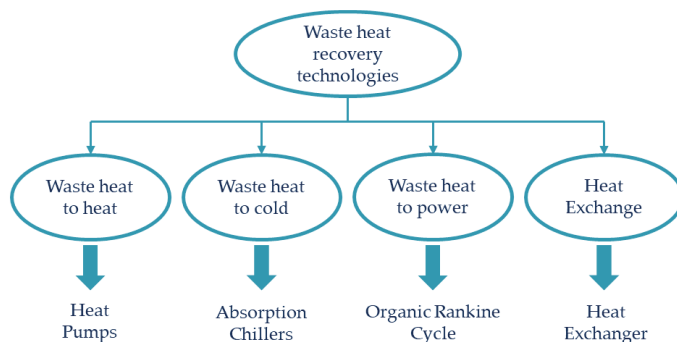 Waste heat
recovery
technologies
Waste heat
to heat
Waste heat
to cold
Waste heat
to power
Heat
Exchange
Heat
Pumps
Absorption
Chillers
Organic Rankine
Cycle
Heat
Exchanger